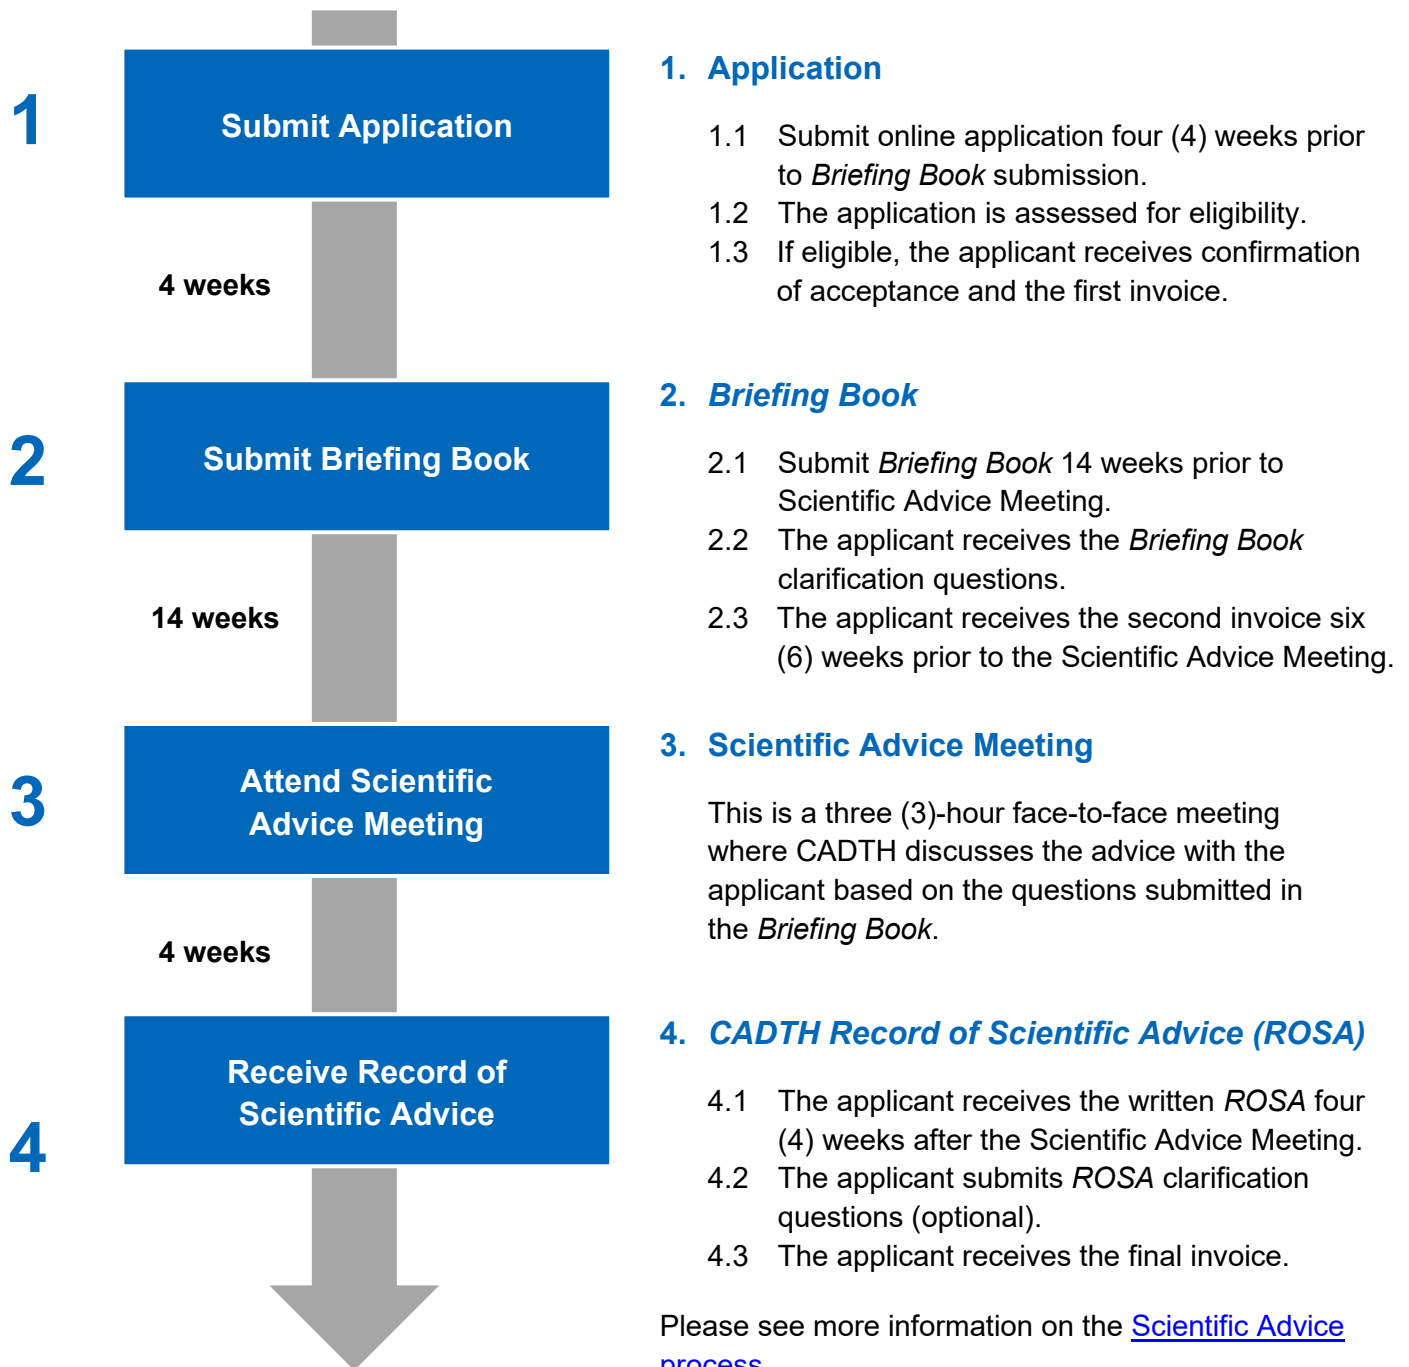 1
Submit Application
4 weeks
2
Submit Briefing Book
14 weeks
3
Attend Scientific
Advice Meeting
4 weeks
4
Receive Record of
Scientific Advice
1. Application
1.1 Submit online application four (4) weeks prior
to Briefing Book submission.
1.2 The application is assessed for eligibility.
1.3 If eligible, the applicant receives confirmation
of acceptance and the first invoice.
2. Briefing Book
2.1 Submit Briefing Book 14 weeks prior to
Scientific Advice Meeting.
2.2 The applicant receives the Briefing Book
clarification questions.
2.3 The applicant receives the second invoice six
(6) weeks prior to the Scientific Advice Meeting.
3. Scientific Advice Meeting
This is a three (3)-hour face-to-face meeting
where CADTH discusses the advice with the
applicant based on the questions submitted in
the Briefing Book.
4. CADTH Record of Scientific Advice (ROSA)
4.1 The applicant receives the written ROSA four
(4) weeks after the Scientific Advice Meeting.
4.2 The applicant submits ROSA clarification
questions (optional).
4.3 The applicant receives the final invoice.
Please see more information on the Scientific Advice
process